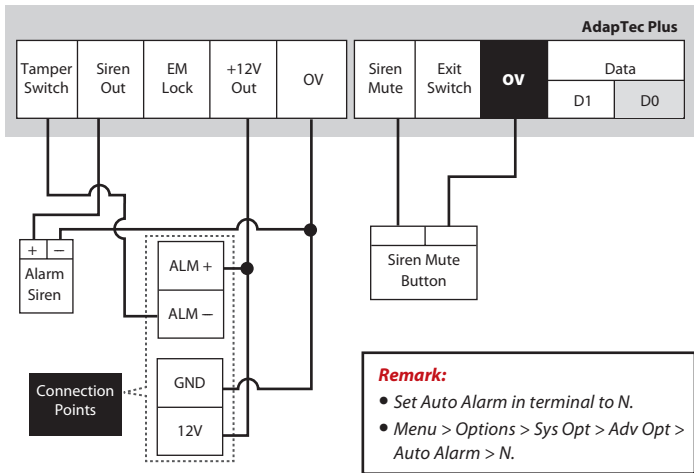 AdapTec Plus
Tamper
Switch
Siren
Out
EM
Lock
+12V
Out
OV
Siren
Mute
Exit
Switch
OV
Data
D1
D0
+ −
Alarm
Siren
ALM +
ALM −
GND
12V
Connection
Points
Siren Mute
Button
Remark:
• Set Auto Alarm in terminal to N.
• Menu > Options > Sys Opt > Adv Opt >
Auto Alarm > N.